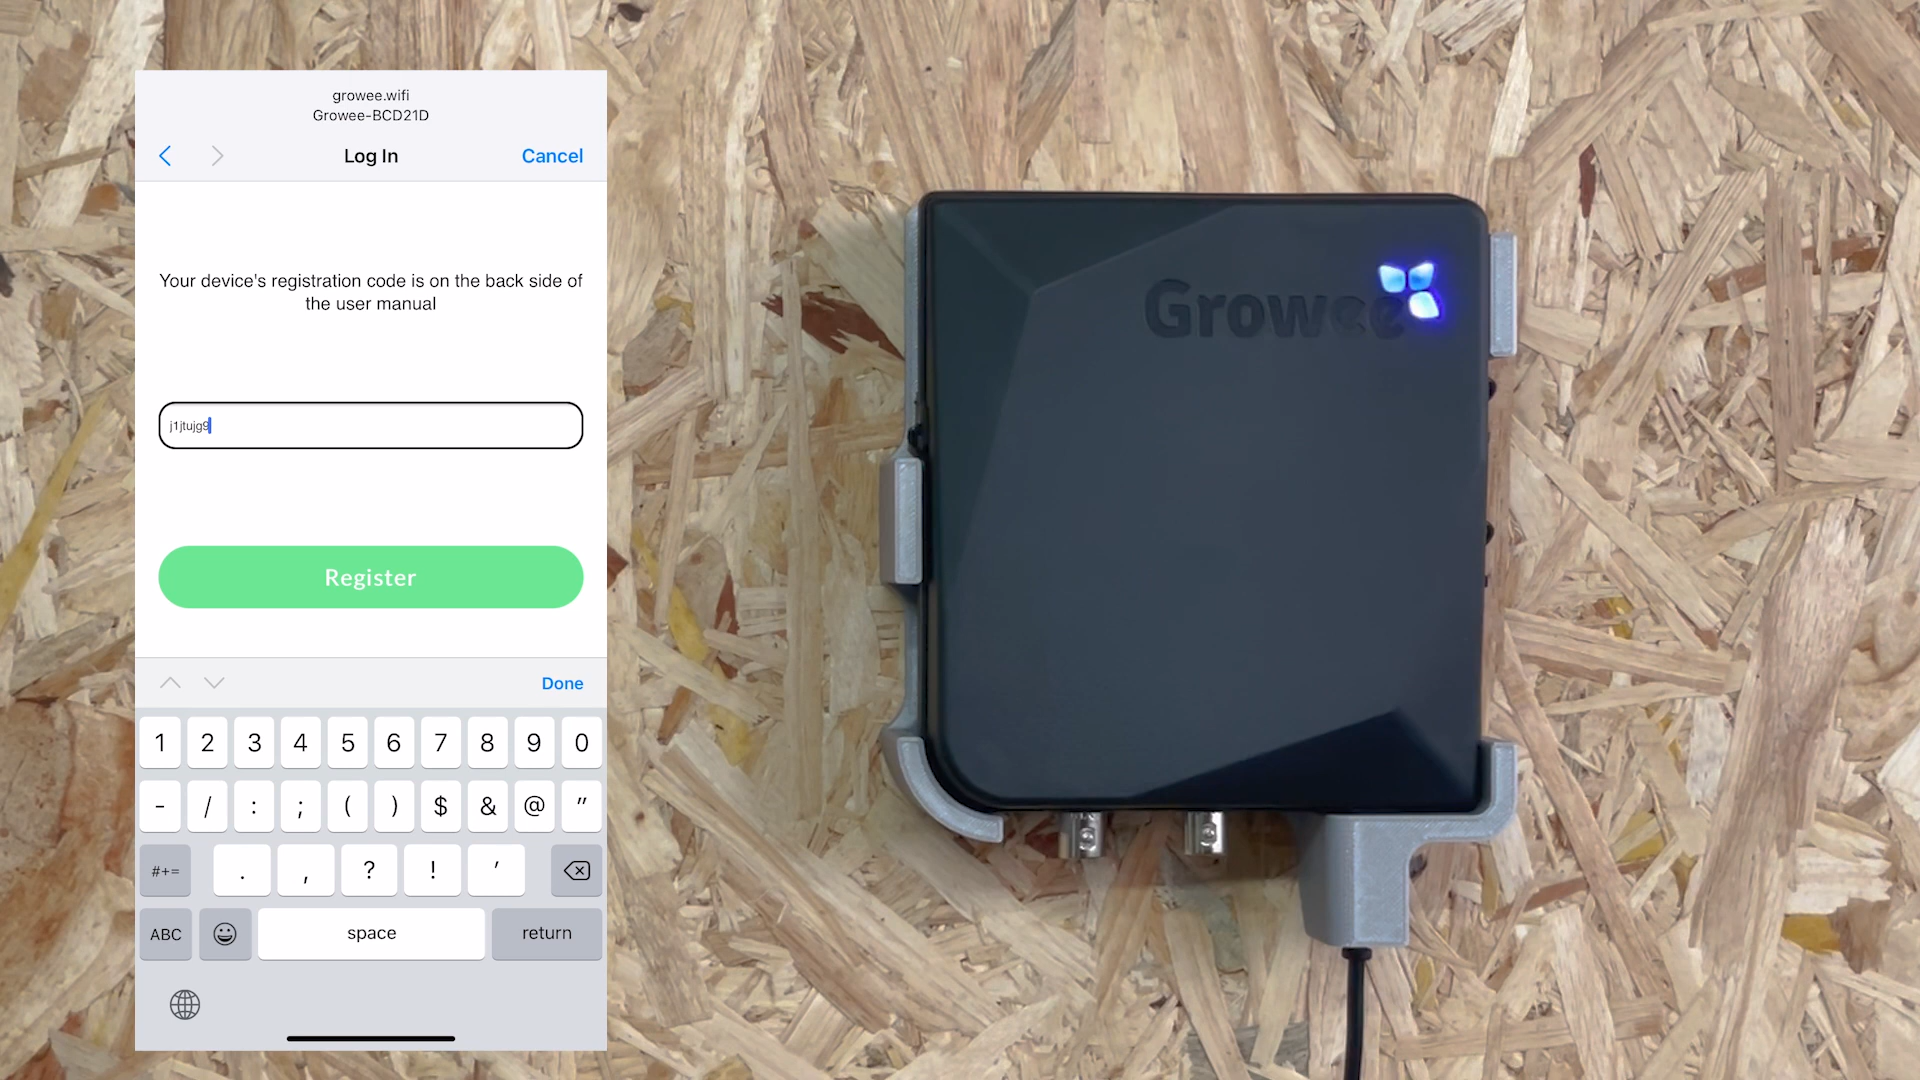 growee.wifi
Growee-BCD21D
Log In
Cancel
Your device's registration code is on the back side of
the user manual
j1jtujg9
Register
Done
1 2 3 4 5 6 7 8 9 0
- / : ; ( ) $ & @ "
#+= . , ? ! '
ABC space return
Growee